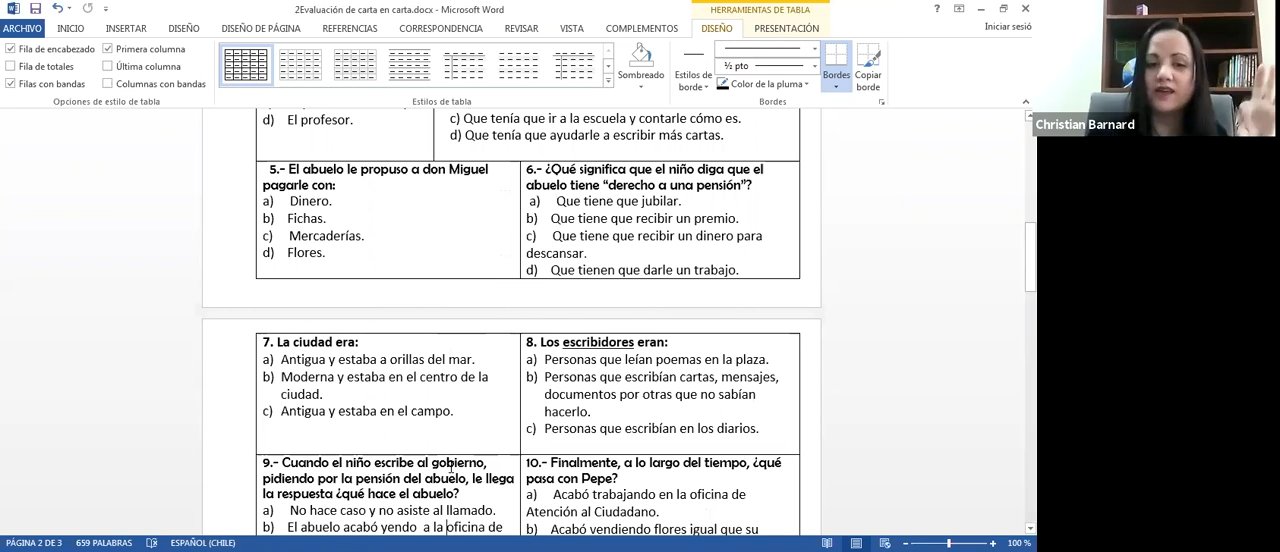 2Evaluación de carta en carta.docx - Microsoft Word
HERRAMIENTAS DE TABLA
?
ARCHIVO INICIO INSERTAR DISEÑO DISEÑO DE PÁGINA REFERENCIAS CORRESPONDENCIA REVISAR VISTA COMPLEMENTOS DISEÑO PRESENTACIÓN Iniciar sesió
Fila de encabezado Primera columna
Fila de totales Última columna
Filas con bandas Columnas con bandas
Opciones de estilo de tabla
Estilos de tabla
Sombreado
Estilos de borde
½ pto
Color de la pluma
Bordes
Copiar borde
Bordes
Christian Barnard
d) El profesor.
c) Que tenía que ir a la escuela y contarle cómo es.
d) Que tenía que ayudarle a escribir más cartas.
5.- El abuelo le propuso a don Miguel
pagarle con:
a) Dinero.
b) Fichas.
c) Mercaderías.
d) Flores.
6.- ¿Qué significa que el niño diga que el
abuelo tiene “derecho a una pensión”?
a) Que tiene que jubilar.
b) Que tiene que recibir un premio.
c) Que tiene que recibir un dinero para
descansar.
d) Que tienen que darle un trabajo.
7. La ciudad era:
a) Antigua y estaba a orillas del mar.
b) Moderna y estaba en el centro de la
ciudad.
c) Antigua y estaba en el campo.
8. Los escribidores eran:
a) Personas que leían poemas en la plaza.
b) Personas que escribían cartas, mensajes,
documentos por otras que no sabían
hacerlo.
c) Personas que escribían en los diarios.
9.- Cuando el niño escribe al gobierno,
pidiendo por la pensión del abuelo, le llega
la respuesta ¿qué hace el abuelo?
a) No hace caso y no asiste al llamado.
b) El abuelo acabó yendo a la oficina de
10.- Finalmente, a lo largo del tiempo, ¿qué
pasa con Pepe?
a) Acabó trabajando en la oficina de
Atención al Ciudadano.
b) Acabó vendiendo flores igual que su
PÁGINA 2 DE 3 659 PALABRAS ESPAÑOL (CHILE) 100 %